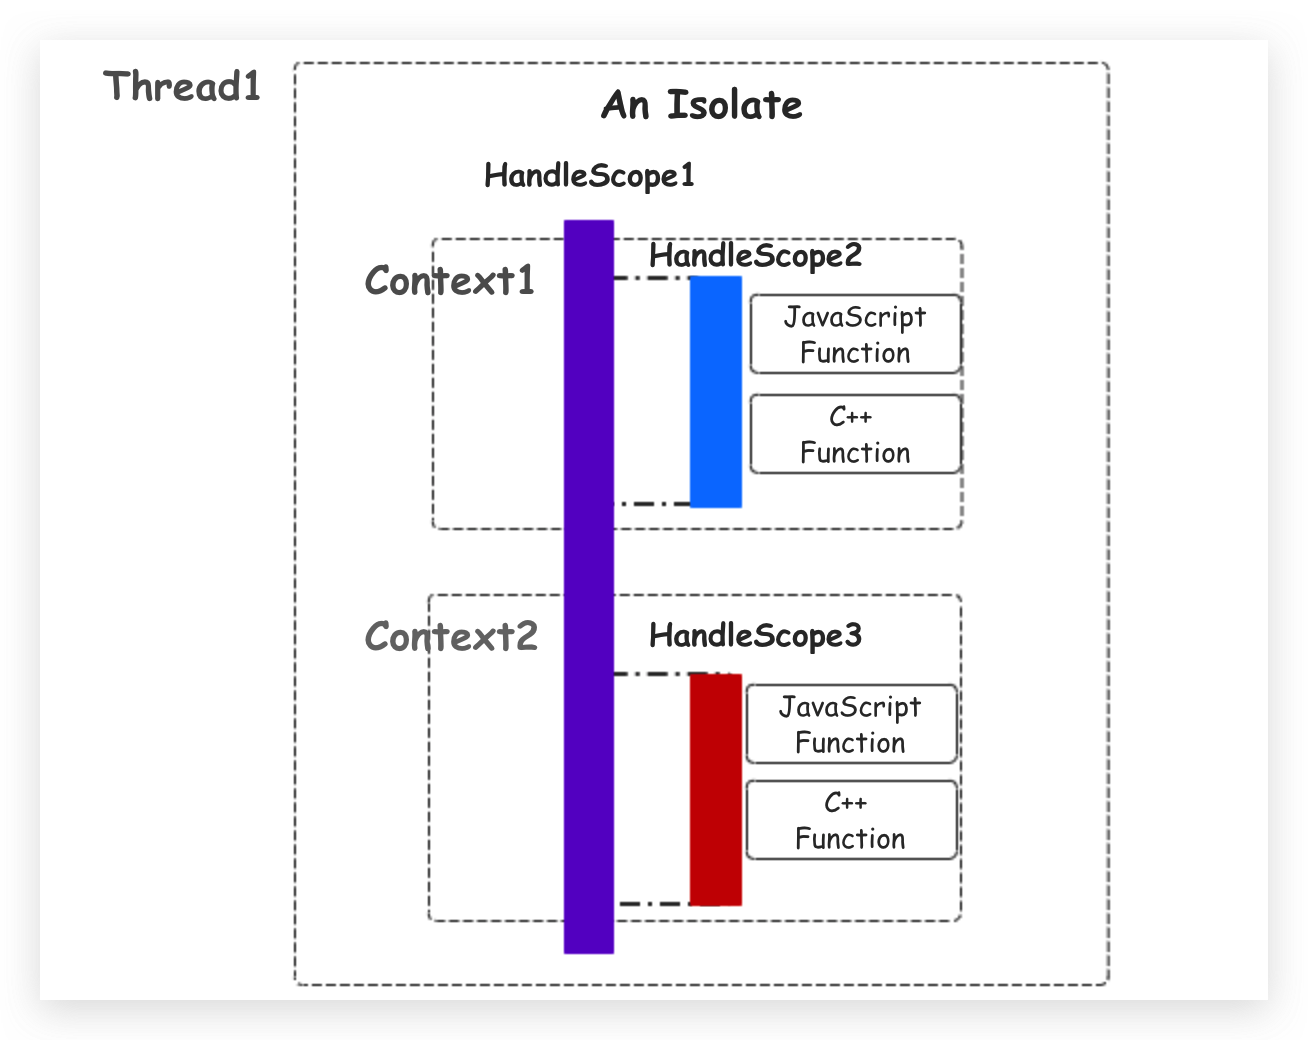 Thread1
An Isolate
HandleScope1
HandleScope2
Context1
JavaScript
Function
C++
Function
Context2
HandleScope3
JavaScript
Function
C++
Function